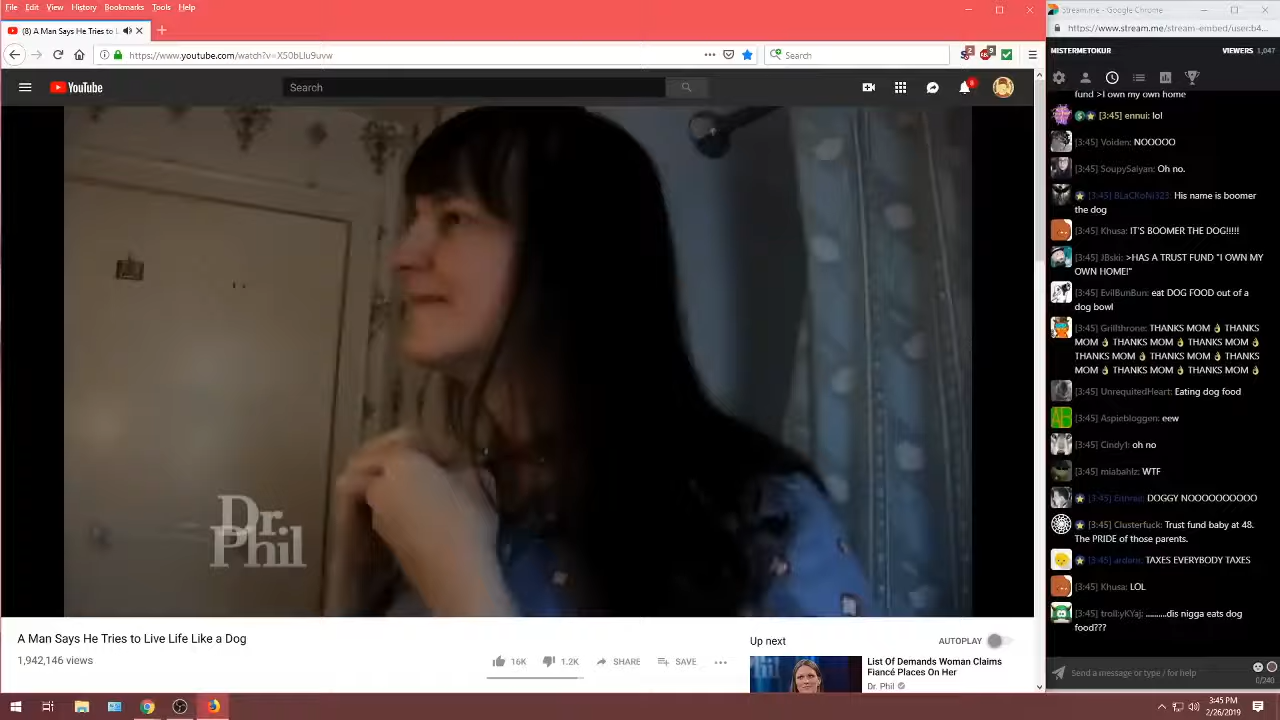 File Edit View History Bookmarks Tools Help
(8) A Man Says He Tries to L
https://www.youtube.com/watch?v=X50bLIu9uvw
Search
YouTube
Search
8
Dr.
Phil
A Man Says He Tries to Live Life Like a Dog
1,942,146 views
16K
1.2K
SHARE
SAVE
Up next
AUTOPLAY
List Of Demands Woman Claims
Fiancé Places On Her
Dr. Phil
Stream.me - Google Chrome
https://www.stream.me/stream-embed/user:b4...
MISTERMETOKUR
VIEWERS 1,047
fund >I own my own home
[3:45] ennui: lol
[3:45] Voiden: NOOOOO
[3:45] SoupySaiyan: Oh no.
[3:45] His name is boomer
the dog
[3:45] Khusa: IT'S BOOMER THE DOG!!!!!
[3:45] JBski: >HAS A TRUST FUND "I OWN MY
OWN HOME!"
[3:45] EvilBunBun: eat DOG FOOD out of a
dog bowl
[3:45] Grillthrone: THANKS MOM 👌 THANKS
MOM 👌 THANKS MOM 👌 THANKS MOM 👌
THANKS MOM 👌 THANKS MOM 👌 THANKS
MOM 👌 THANKS MOM 👌 THANKS MOM 👌
[3:45] UnrequitedHeart: Eating dog food
[3:45] Aspiebloggen: eew
[3:45] Cindy1: oh no
[3:45] miabahlz: WTF
[3:45] DOGGY NOOOOOOOOOO
[3:45] Clusterfuck: Trust fund baby at 48.
The PRIDE of those parents.
[3:45] TAXES EVERYBODY TAXES
[3:45] Khusa: LOL
[3:45] troll:yKYaj: ..........dis nigga eats dog
food???
Send a message or type / for help
0/240
3:45 PM
2/26/2019